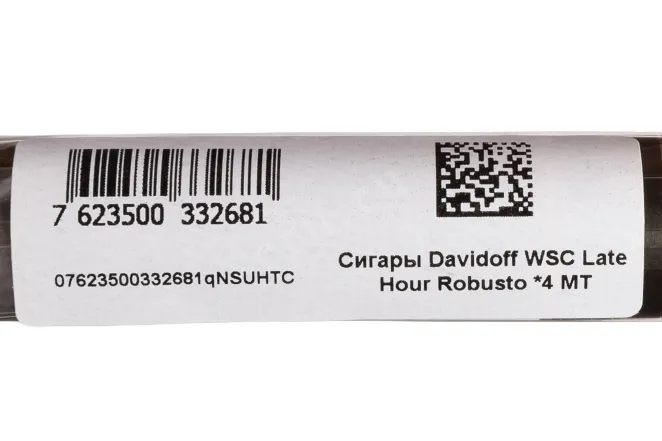 7 623500 332681
07623500332681qNSUHTC
Сигары Davidoff WSC Late
Hour Robusto *4 MT